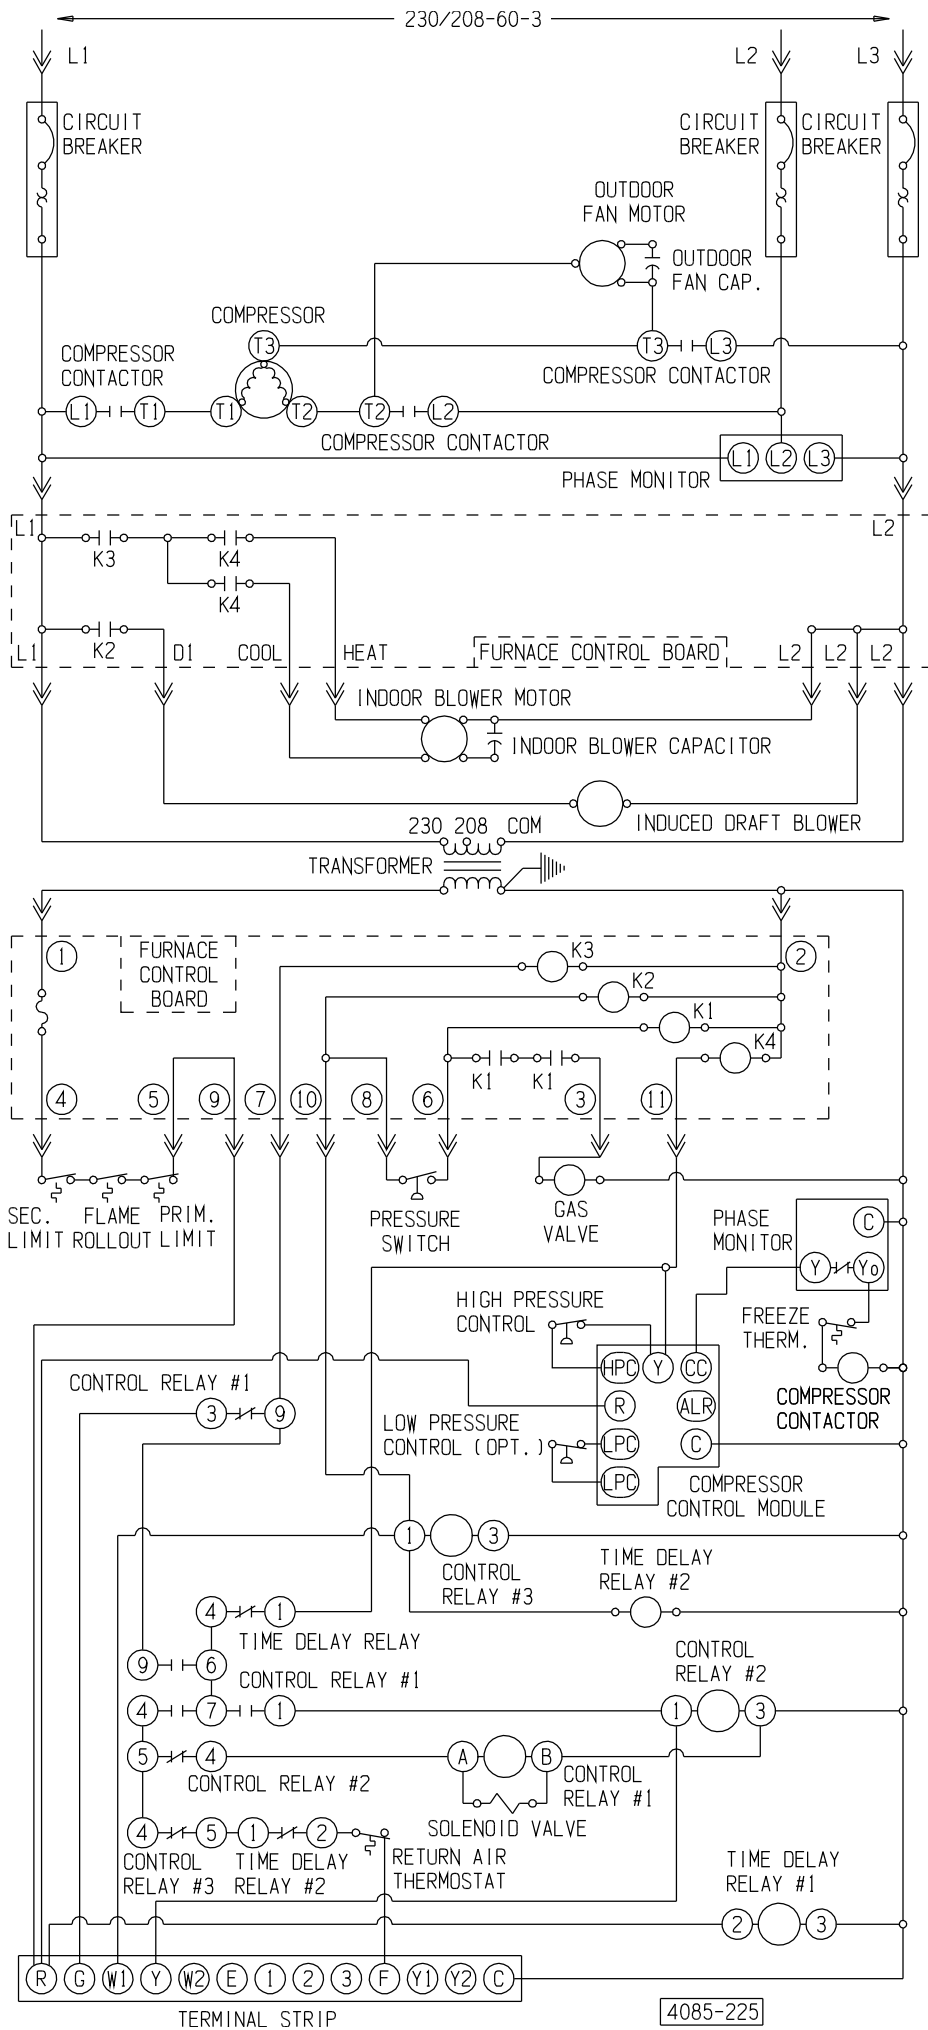 230/208-60-3
L1
L2
L3
CIRCUIT
BREAKER
CIRCUIT
BREAKER
CIRCUIT
BREAKER
OUTDOOR
FAN MOTOR
OUTDOOR
FAN CAP.
COMPRESSOR
T3
T3
L3
COMPRESSOR
CONTACTOR
COMPRESSOR CONTACTOR
L1
T1
T1
T2
T2
L2
COMPRESSOR CONTACTOR
L1
L2
L3
PHASE MONITOR
L1
L2
K3
K4
K4
K2
L1
D1
COOL
HEAT
FURNACE CONTROL BOARD
L2
L2
L2
INDOOR BLOWER MOTOR
INDOOR BLOWER CAPACITOR
INDUCED DRAFT BLOWER
230 208 COM
TRANSFORMER
1
FURNACE
CONTROL
BOARD
K3
2
K2
K1
K4
K1
K1
4
5
9
7
10
8
6
3
11
SEC.
LIMIT
FLAME
ROLLOUT
PRIM.
LIMIT
PRESSURE
SWITCH
GAS
VALVE
PHASE
MONITOR
C
Y
Yo
HIGH PRESSURE
CONTROL
FREEZE
THERM.
HPC
Y
CC
COMPRESSOR
CONTACTOR
CONTROL RELAY #1
3
9
R
ALR
LOW PRESSURE
CONTROL (OPT.)
LPC
C
LPC
COMPRESSOR
CONTROL MODULE
1
3
CONTROL
RELAY #3
TIME DELAY
RELAY #2
4
1
TIME DELAY RELAY
9
6
CONTROL RELAY #1
CONTROL
RELAY #2
4
7
1
1
3
5
4
CONTROL RELAY #2
A
B
CONTROL
RELAY #1
SOLENOID VALVE
4
5
1
2
CONTROL
RELAY #3
TIME DELAY
RELAY #2
RETURN AIR
THERMOSTAT
TIME DELAY
RELAY #1
2
3
R
G
W1
Y
W2
E
1
2
3
F
Y1
Y2
C
TERMINAL STRIP
4085-225